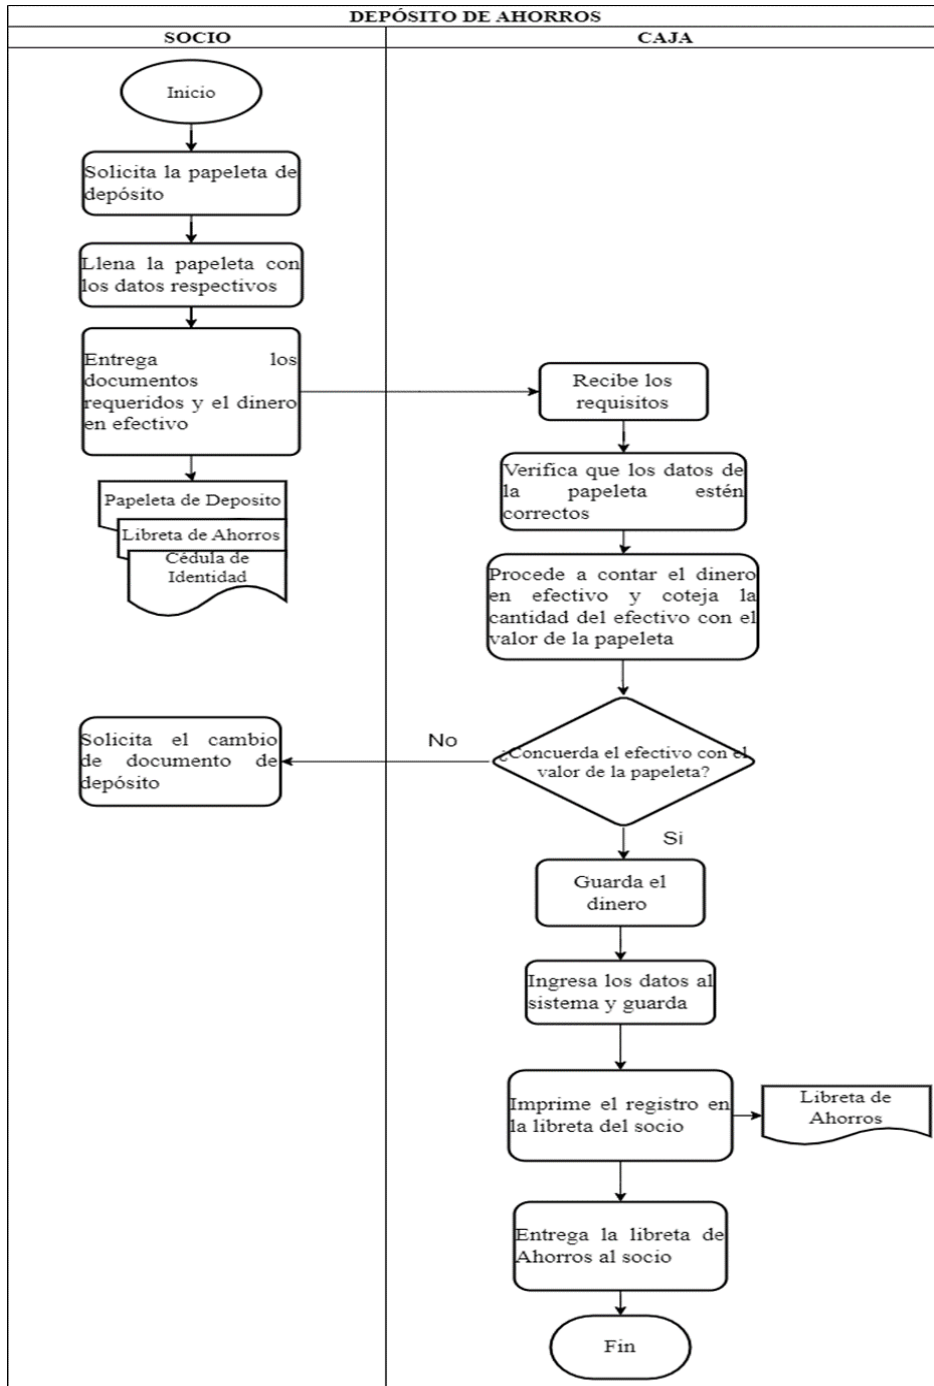 DEPÓSITO DE AHORROS
SOCIO
CAJA
Inicio
Solicita la papeleta de
depósito
Llena la papeleta con
los datos respectivos
Entrega los
documentos
requeridos y el dinero
en efectivo
Papeleta de Deposito
Libreta de Ahorros
Cédula de
Identidad
Recibe los
requisitos
Verifica que los datos de
la papeleta estén
correctos
Procede a contar el dinero
en efectivo y coteja la
cantidad del efectivo con el
valor de la papeleta
¿Concuerda el efectivo con el
valor de la papeleta?
No
Solicita el cambio
de documento de
depósito
Si
Guarda el
dinero
Ingresa los datos al
sistema y guarda
Imprime el registro en
la libreta del socio
Libreta de
Ahorros
Entrega la libreta de
Ahorros al socio
Fin